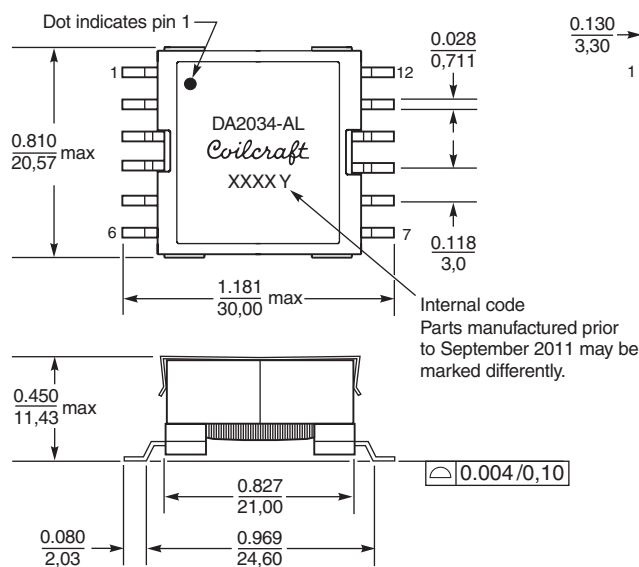 Dot indicates pin 1
0.028
0,711
0.130
3,30
1
12
1
DA2034-AL
Coilcraft
XXXX Y
0.810
20,57 max
6
7
0.118
3,0
1.181
30,00 max
Internal code
Parts manufactured prior
to September 2011 may be
marked differently.
0.450
11,43 max
0.004/0,10
0.827
21,00
0.080
2,03
0.969
24,60